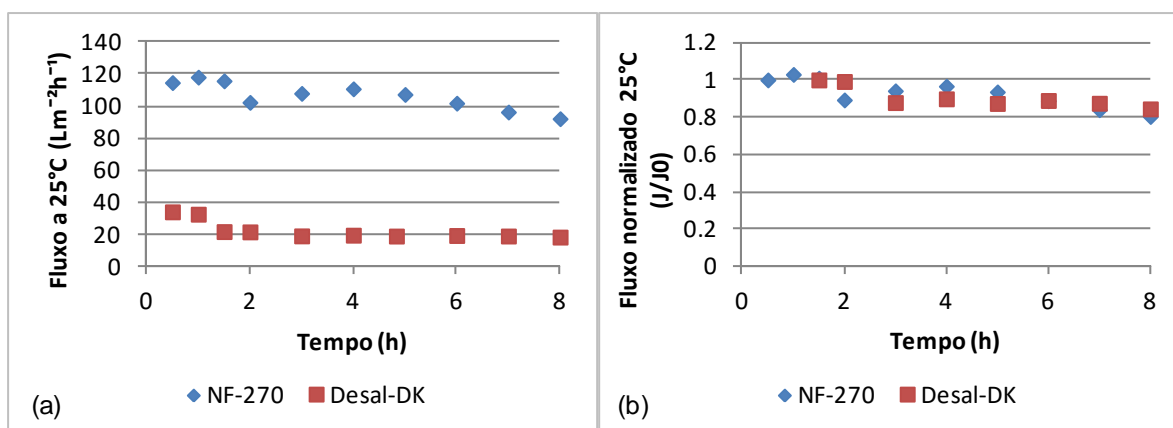 Fluxo a 25°C (Lm⁻²h⁻¹)
140
120
100
80
60
40
20
0
0 2 4 6 8
Tempo (h)
NF-270 Desal-DK
(a)
Fluxo normalizado 25°C
(J/J0)
1.2
1
0.8
0.6
0.4
0.2
0
0 2 4 6 8
Tempo (h)
NF-270 Desal-DK
(b)